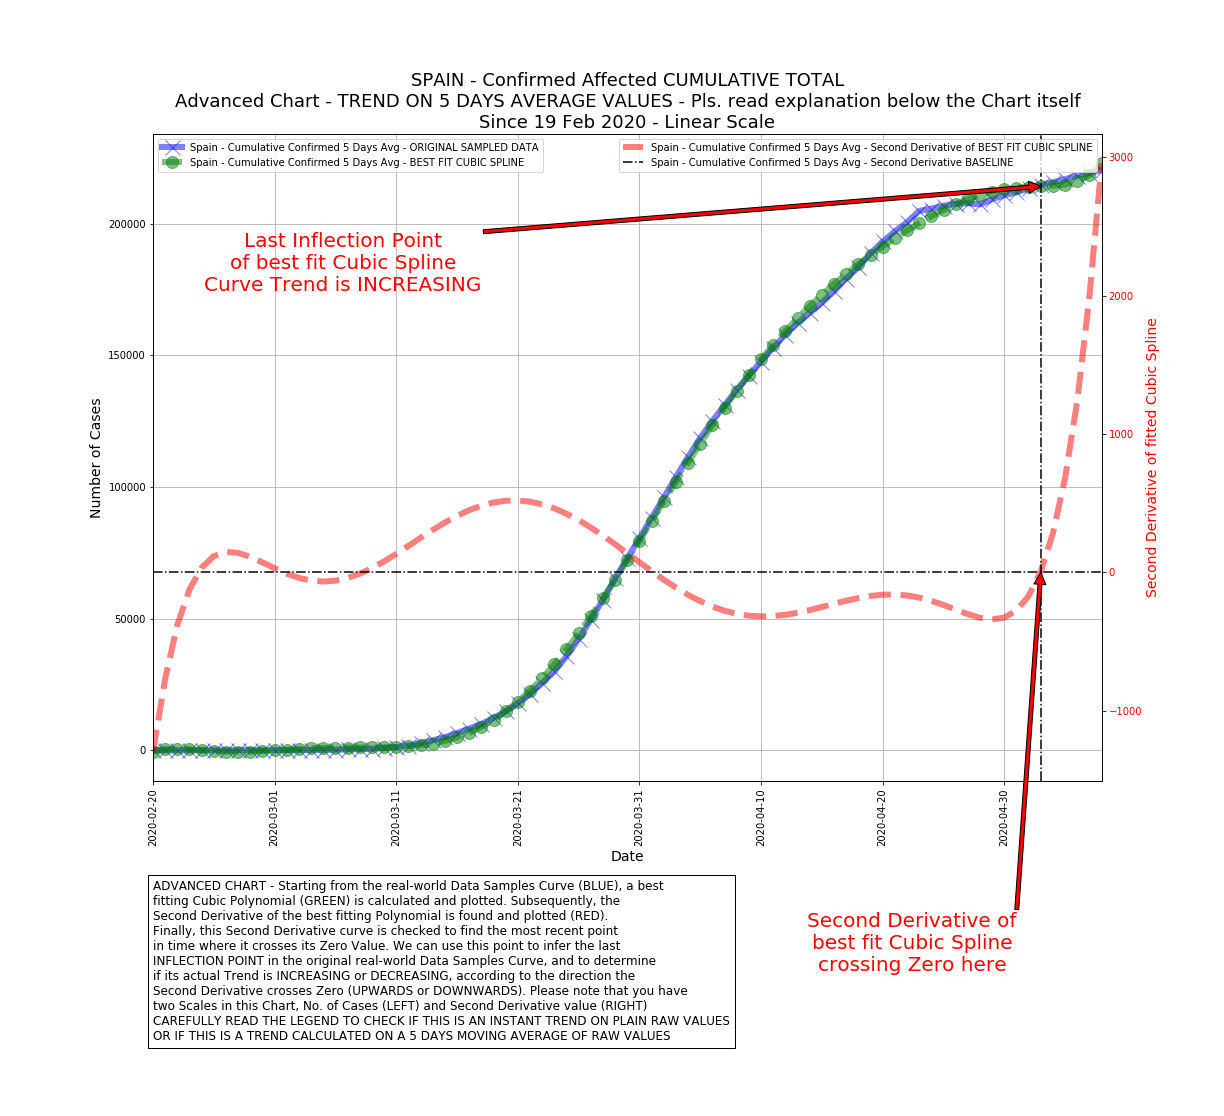 SPAIN - Confirmed Affected CUMULATIVE TOTAL
Advanced Chart - TREND ON 5 DAYS AVERAGE VALUES - Pls. read explanation below the Chart itself
Since 19 Feb 2020 - Linear Scale
Spain - Cumulative Confirmed 5 Days Avg - ORIGINAL SAMPLED DATA
Spain - Cumulative Confirmed 5 Days Avg - BEST FIT CUBIC SPLINE
Spain - Cumulative Confirmed 5 Days Avg - Second Derivative of BEST FIT CUBIC SPLINE
Spain - Cumulative Confirmed 5 Days Avg - Second Derivative BASELINE
Last Inflection Point
of best fit Cubic Spline
Curve Trend is INCREASING
Number of Cases
200000
150000
100000
50000
0
3000
2000
1000
0
−1000
Second Derivative of fitted Cubic Spline
2020-02-20
2020-03-01
2020-03-11
2020-03-21
2020-03-31
2020-04-10
2020-04-20
2020-04-30
Date
ADVANCED CHART - Starting from the real-world Data Samples Curve (BLUE), a best
fitting Cubic Polynomial (GREEN) is calculated and plotted. Subsequently, the
Second Derivative of the best fitting Polynomial is found and plotted (RED).
Finally, this Second Derivative curve is checked to find the most recent point
in time where it crosses its Zero Value. We can use this point to infer the last
INFLECTION POINT in the original real-world Data Samples Curve, and to determine
if its actual Trend is INCREASING or DECREASING, according to the direction the
Second Derivative crosses Zero (UPWARDS or DOWNWARDS). Please note that you have
two Scales in this Chart, No. of Cases (LEFT) and Second Derivative value (RIGHT)
CAREFULLY READ THE LEGEND TO CHECK IF THIS IS AN INSTANT TREND ON PLAIN RAW VALUES
OR IF THIS IS A TREND CALCULATED ON A 5 DAYS MOVING AVERAGE OF RAW VALUES
Second Derivative of
best fit Cubic Spline
crossing Zero here